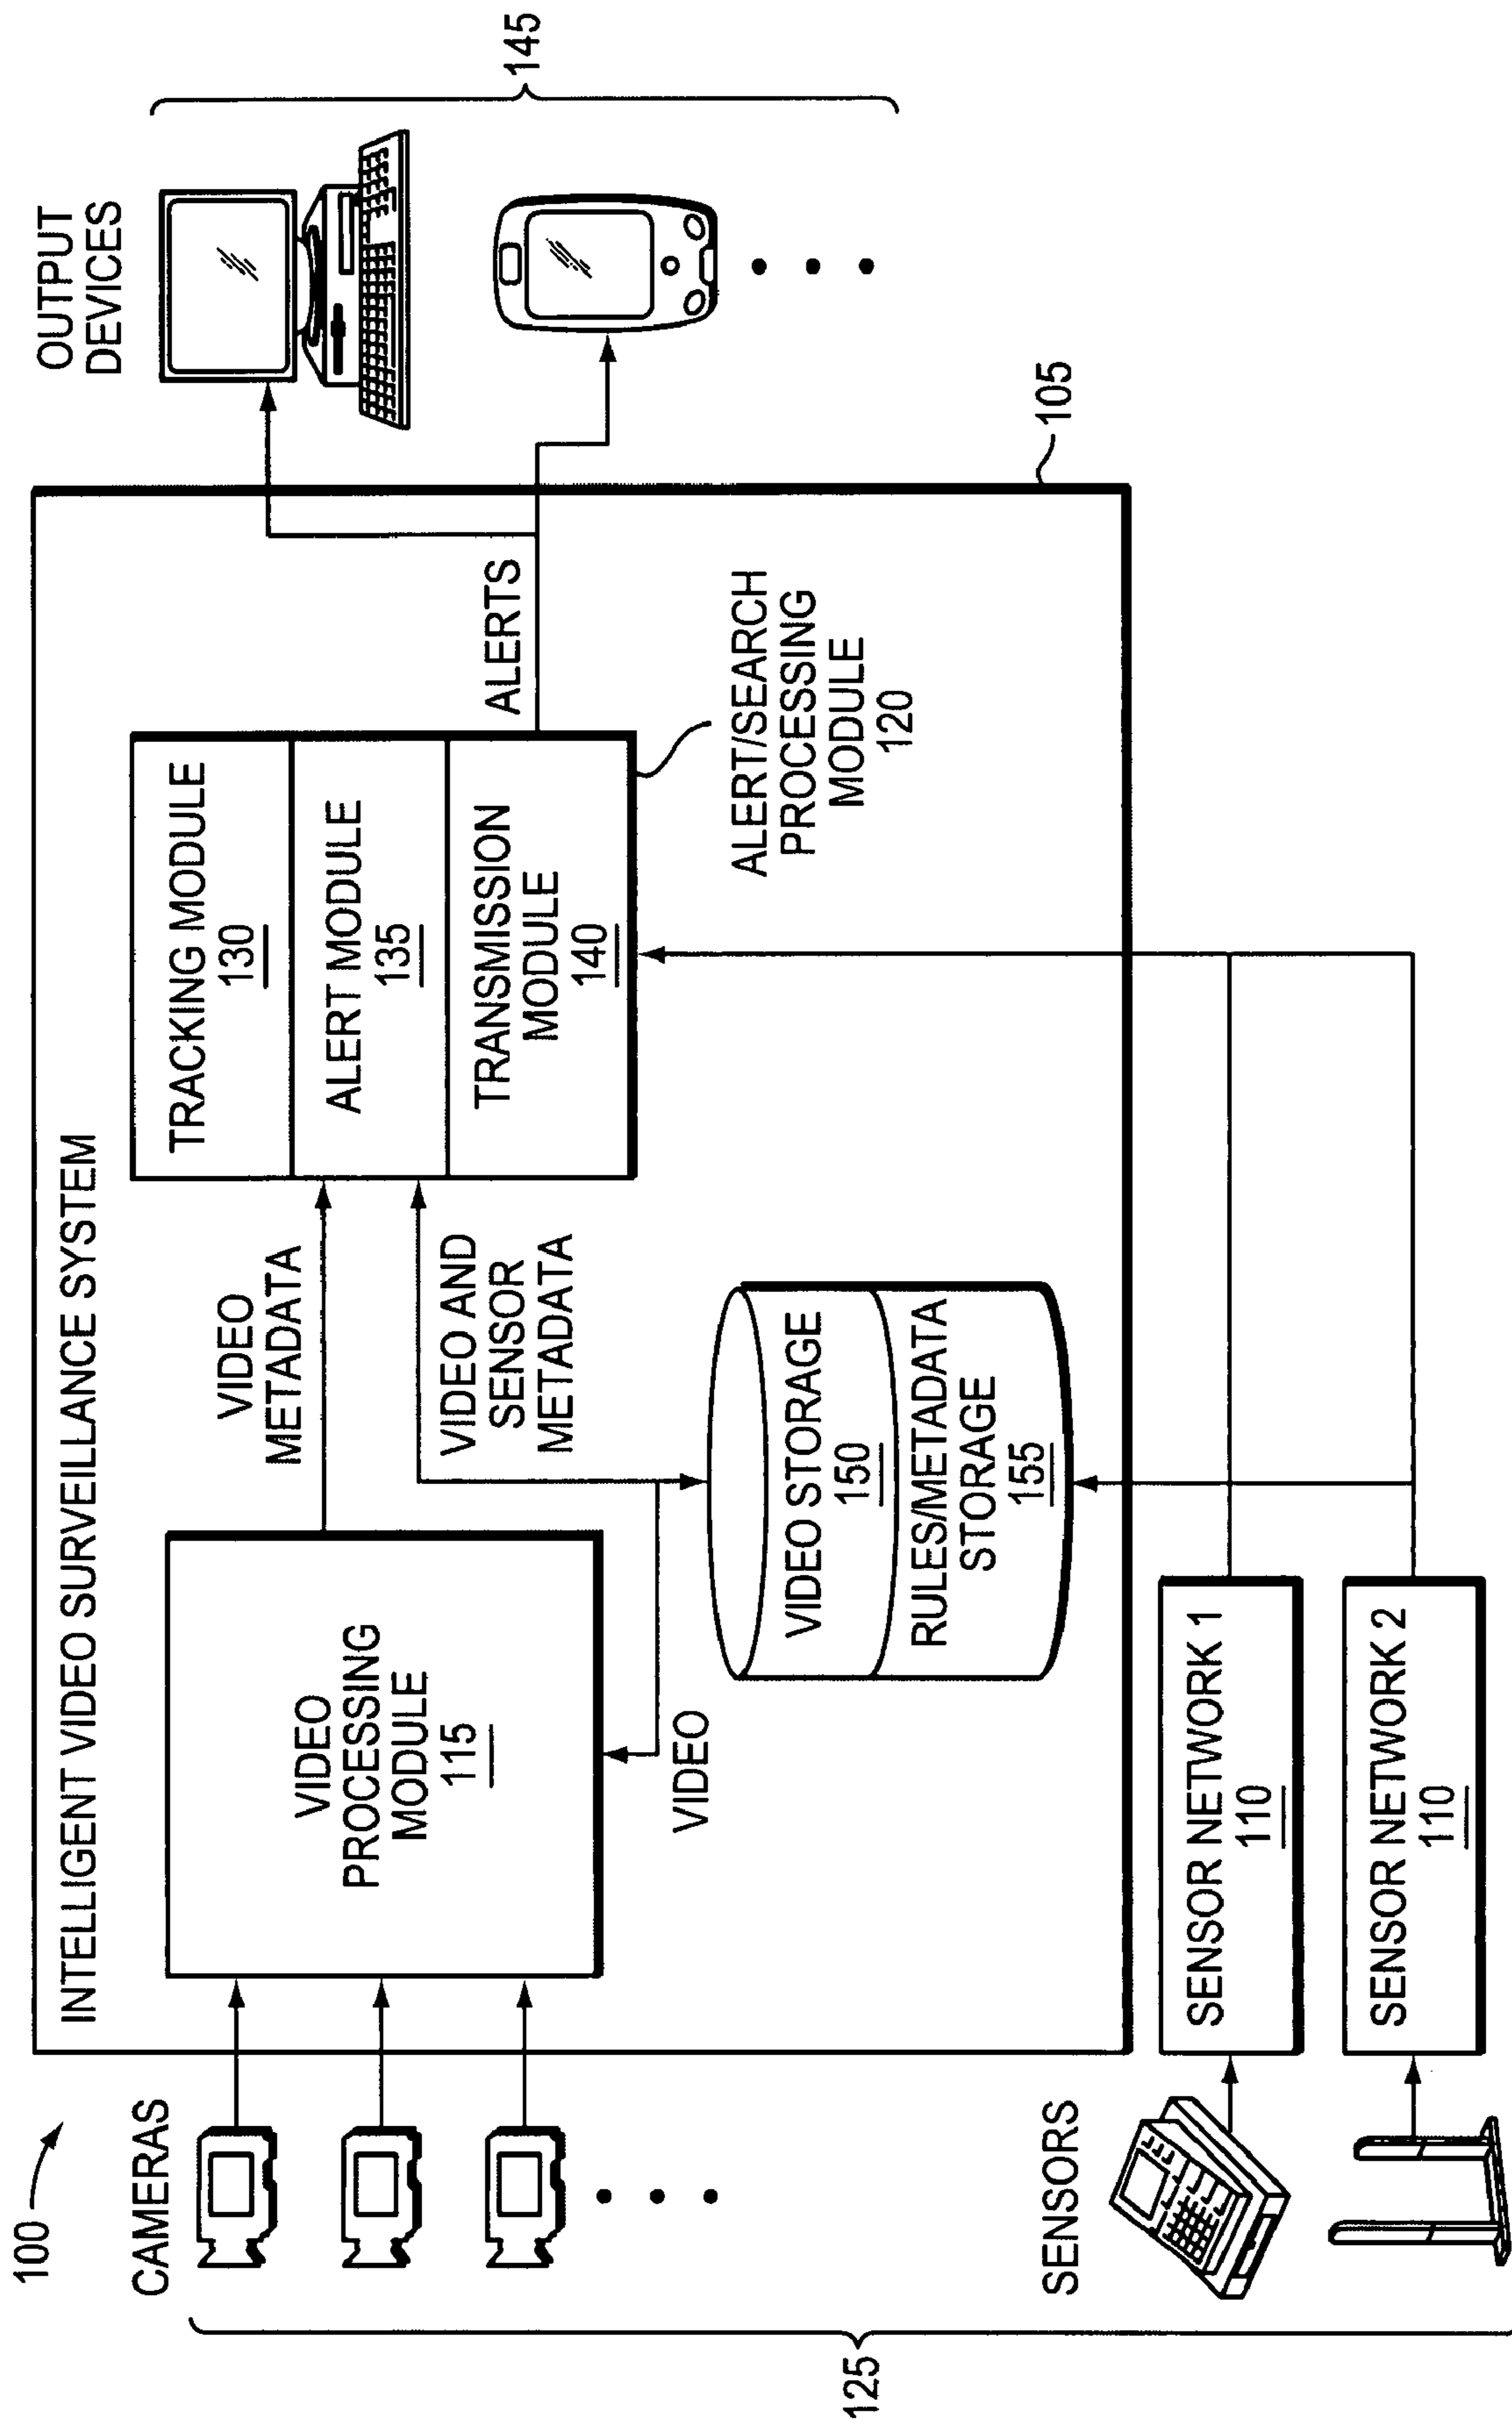 100
INTELLIGENT VIDEO SURVEILLANCE SYSTEM
CAMERAS
VIDEO
PROCESSING
MODULE
115
VIDEO
METADATA
VIDEO AND
SENSOR
METADATA
VIDEO
TRACKING MODULE
130
ALERT MODULE
135
TRANSMISSION
MODULE
140
ALERTS
ALERT/SEARCH
PROCESSING
MODULE
120
OUTPUT
DEVICES
145
VIDEO STORAGE
150
RULES/METADATA
STORAGE
155
105
SENSORS
SENSOR NETWORK 1
110
SENSOR NETWORK 2
110
125